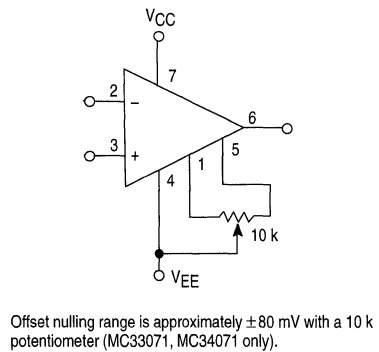 VCC
7
2
−
6
3
+
5
1
4
10 k
VEE
Offset nulling range is approximately ±80 mV with a 10 k
potentiometer (MC33071, MC34071 only).